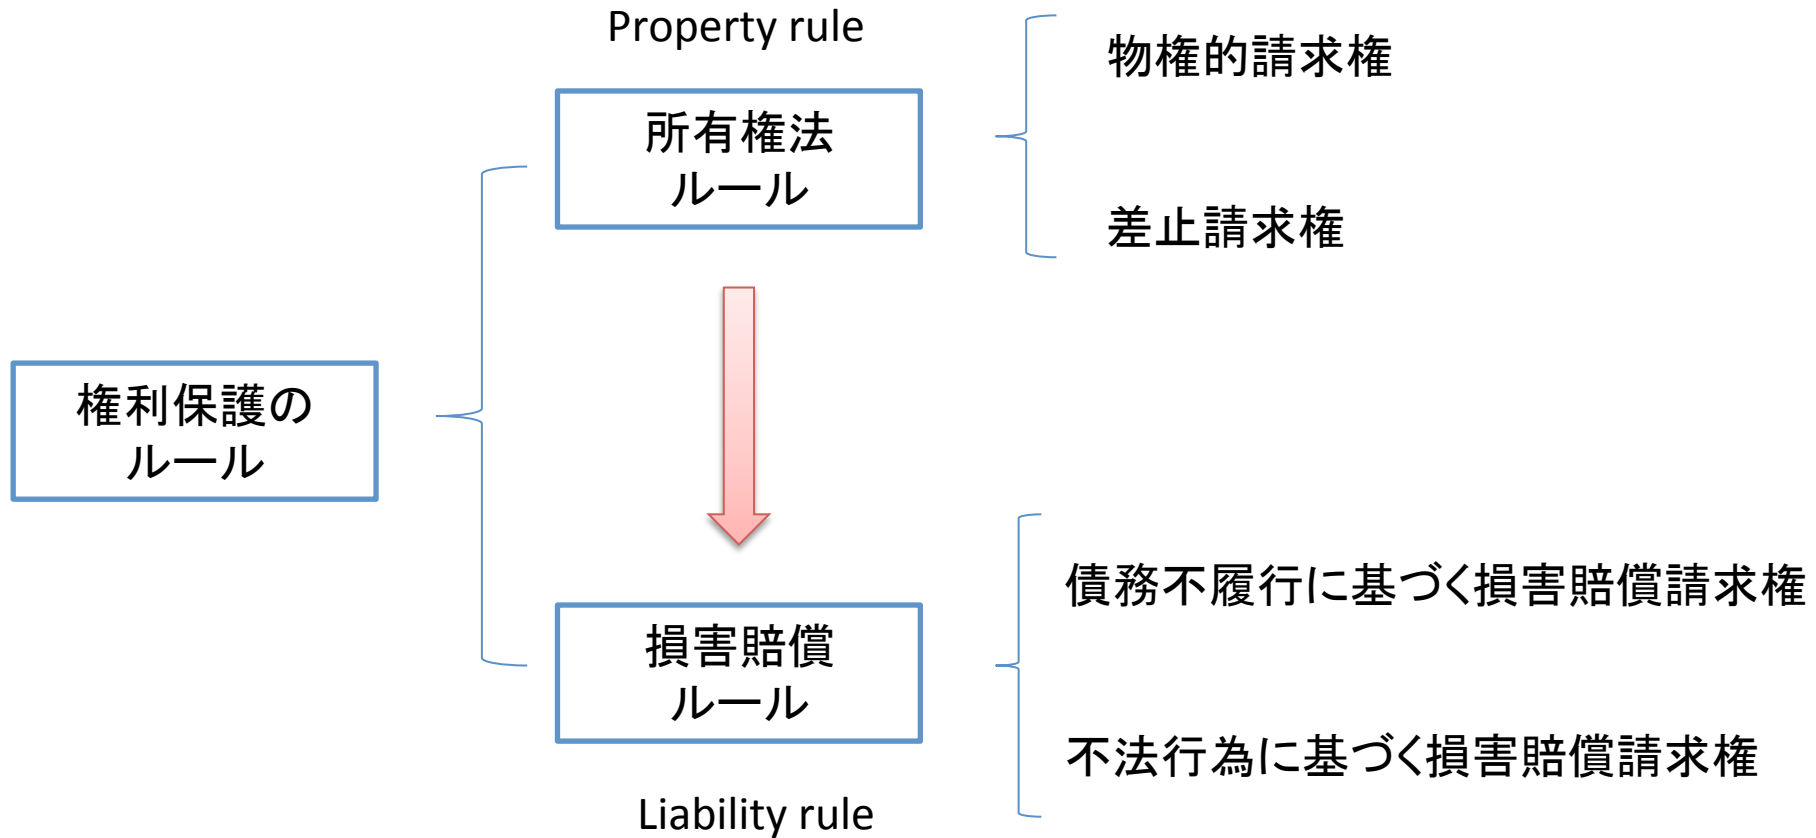 Property rule
所有権法
ルール
物権的請求権
差止請求権
権利保護の
ルール
損害賠償
ルール
債務不履行に基づく損害賠償請求権
不法行為に基づく損害賠償請求権
Liability rule